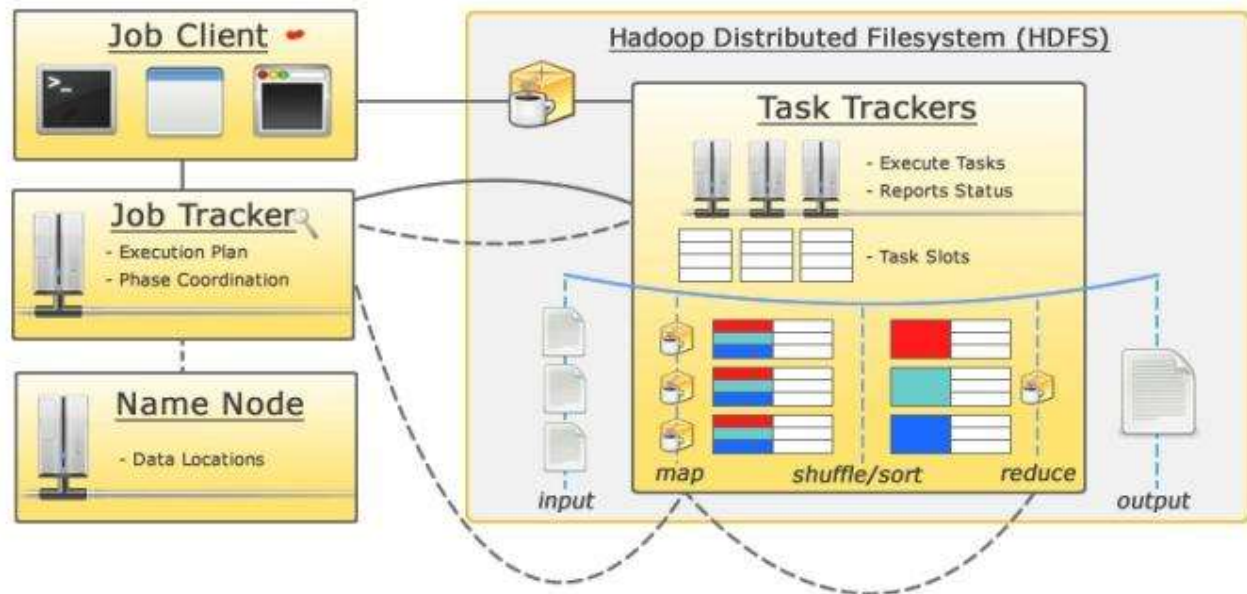 Job Client
>_
Job Tracker
- Execution Plan
- Phase Coordination
Name Node
- Data Locations
Hadoop Distributed Filesystem (HDFS)
Task Trackers
- Execute Tasks
- Reports Status
- Task Slots
input
map
shuffle/sort
reduce
output